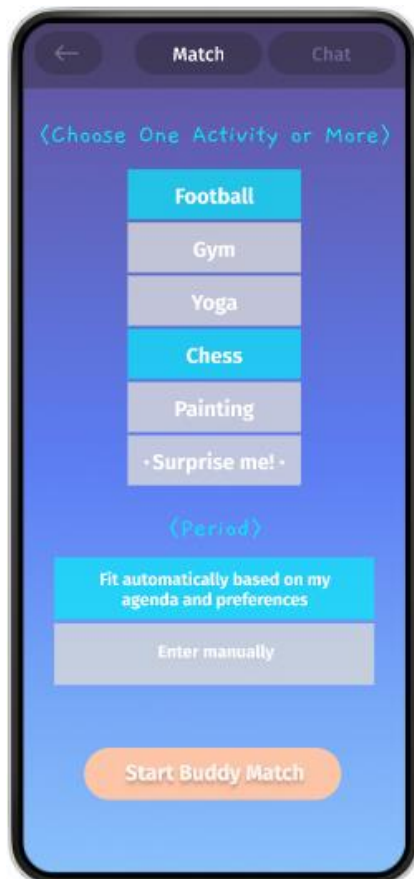 ← Match Chat
〈Choose One Activity or More〉
Football
Gym
Yoga
Chess
Painting
· Surprise me! ·
〈Period〉
Fit automatically based on my
agenda and preferences
Enter manually
Start Buddy Match